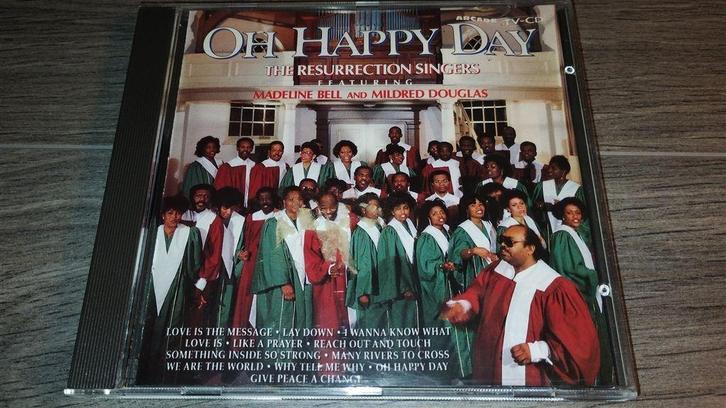 ARCADE TV-CD
OH HAPPY DAY
THE RESURRECTION SINGERS
FEATURING
MADELINE BELL AND MILDRED DOUGLAS
LOVE IS THE MESSAGE • LAY DOWN • I WANNA KNOW WHAT
LOVE IS • LIKE A PRAYER • REACH OUT AND TOUCH
SOMETHING INSIDE SO STRONG • MANY RIVERS TO CROSS
WE ARE THE WORLD • WHY TELL ME WHY • OH HAPPY DAY
GIVE PEACE A CHANGE